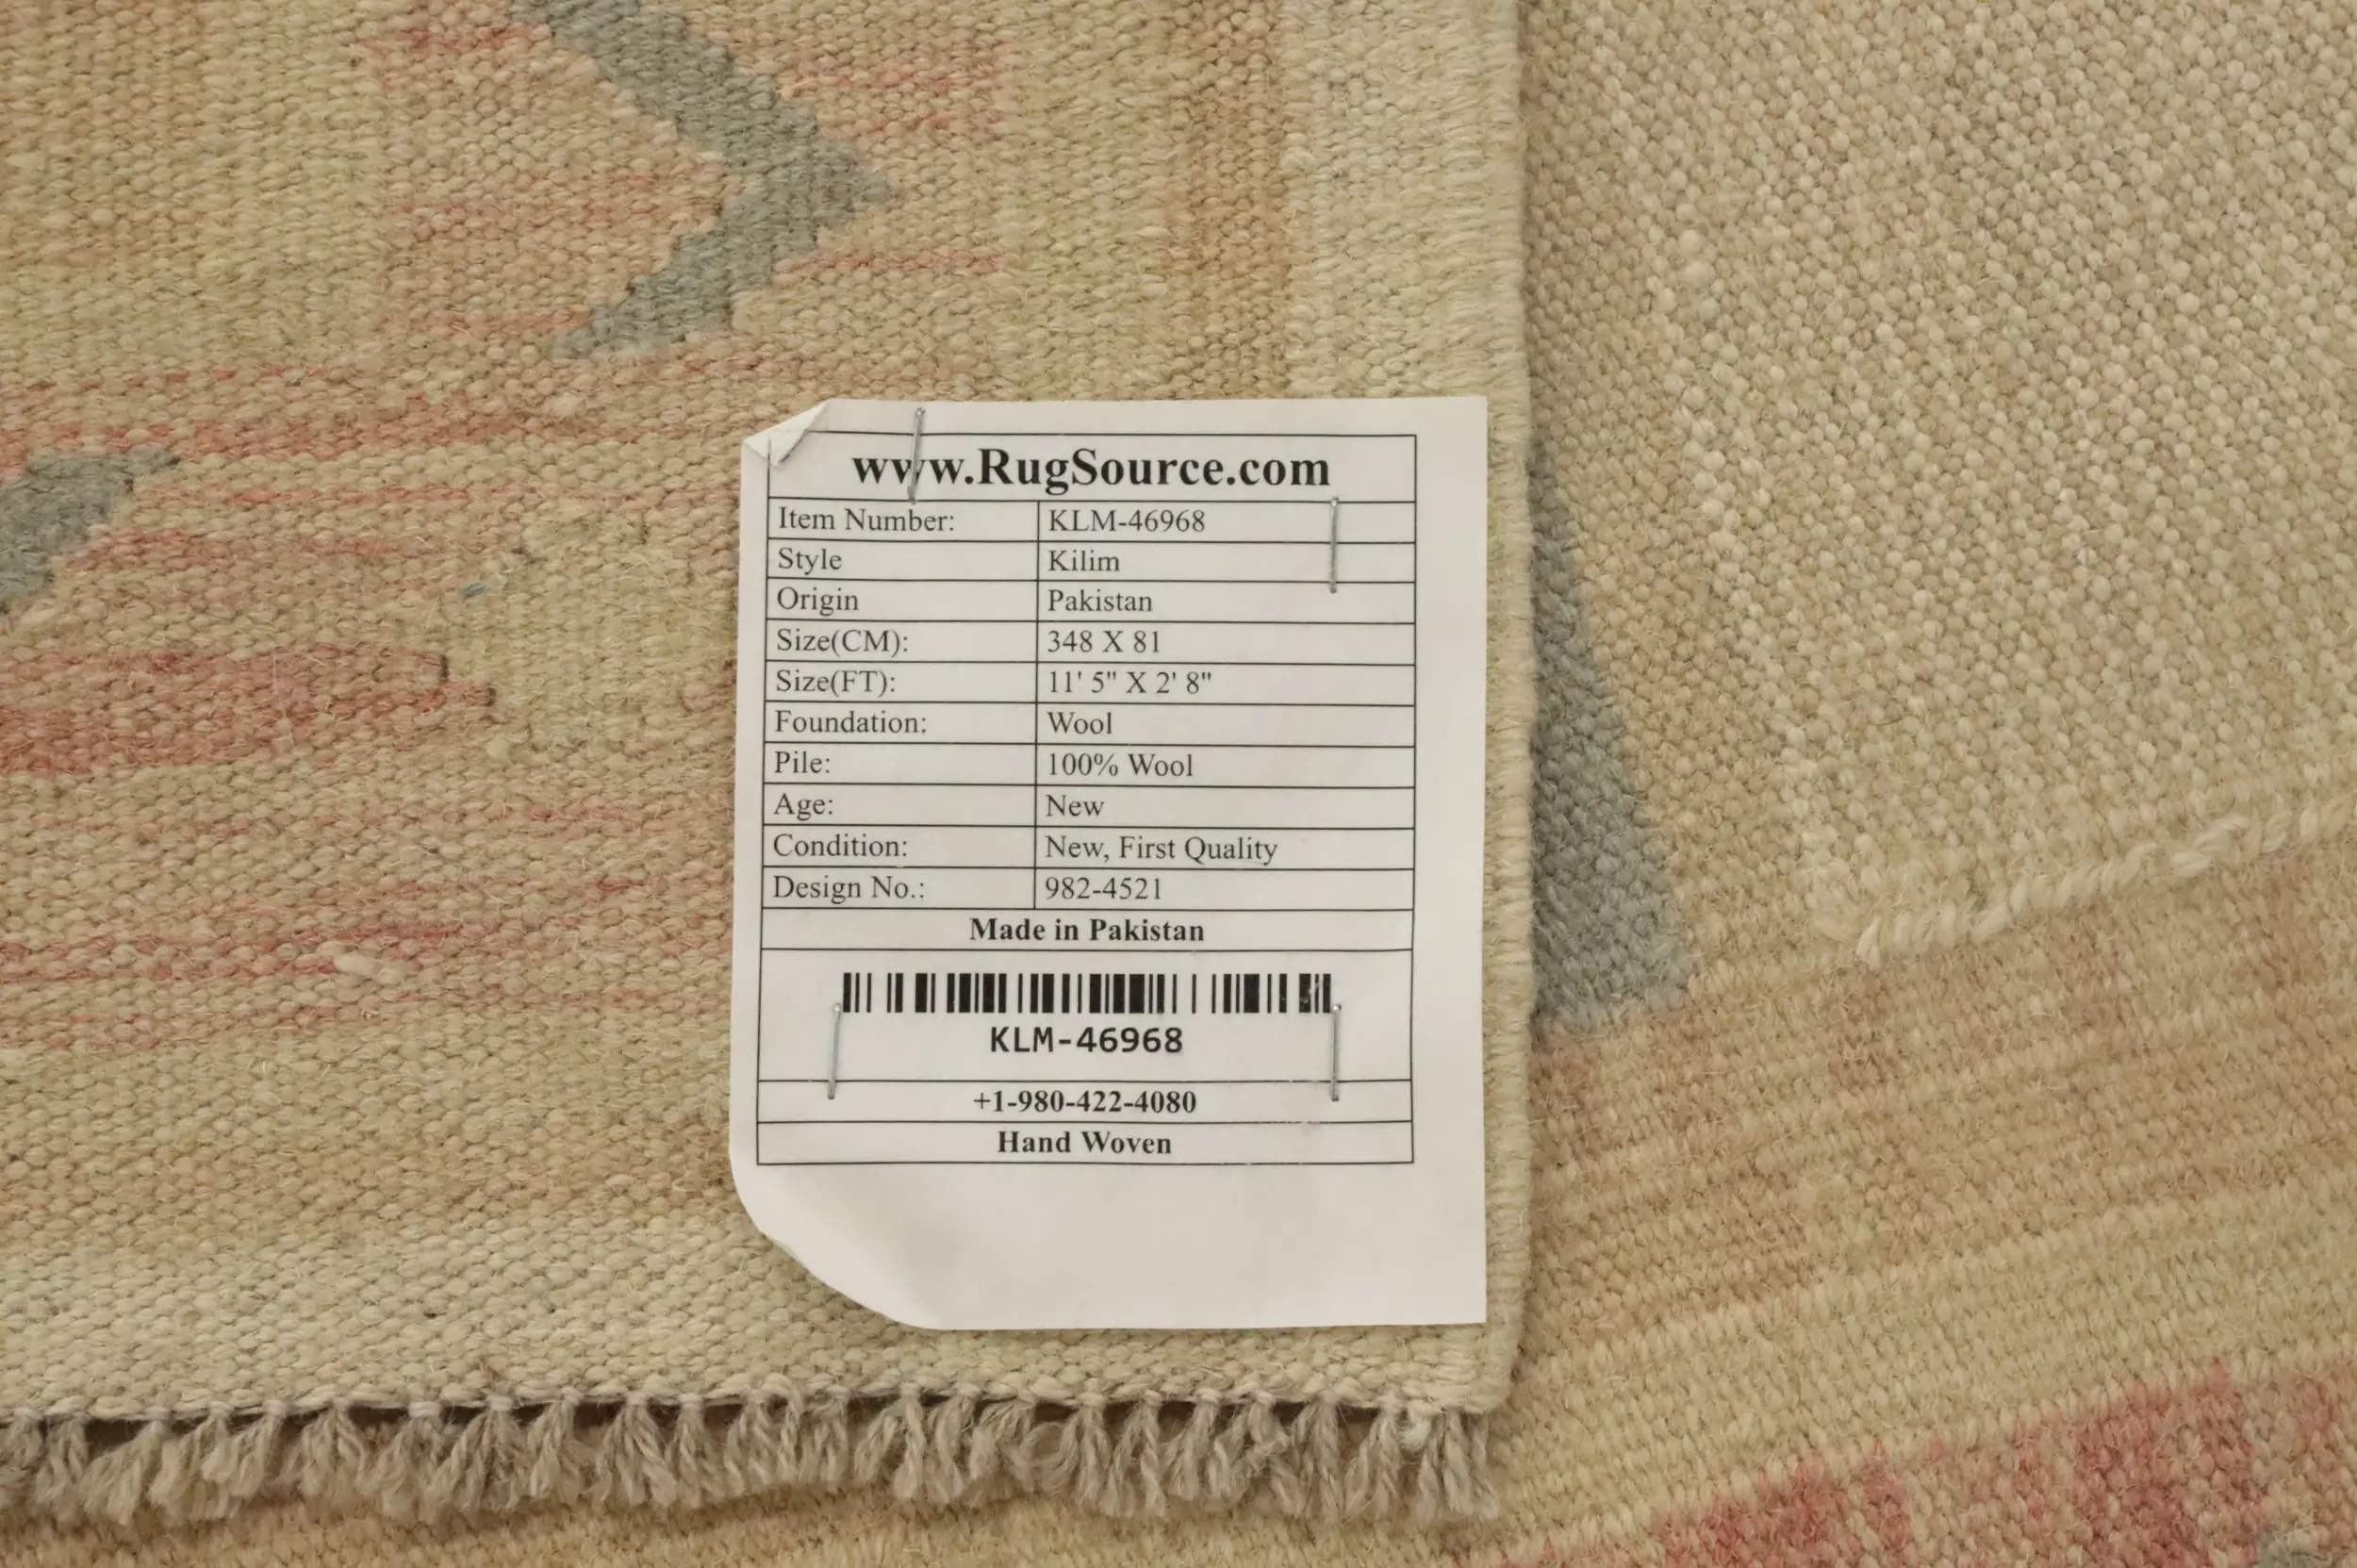 www.RugSource.com
Item Number: KLM-46968
Style Kilim
Origin Pakistan
Size(CM): 348 X 81
Size(FT): 11' 5" X 2' 8"
Foundation: Wool
Pile: 100% Wool
Age: New
Condition: New, First Quality
Design No.: 982-4521
Made in Pakistan
KLM-46968
+1-980-422-4080
Hand Woven